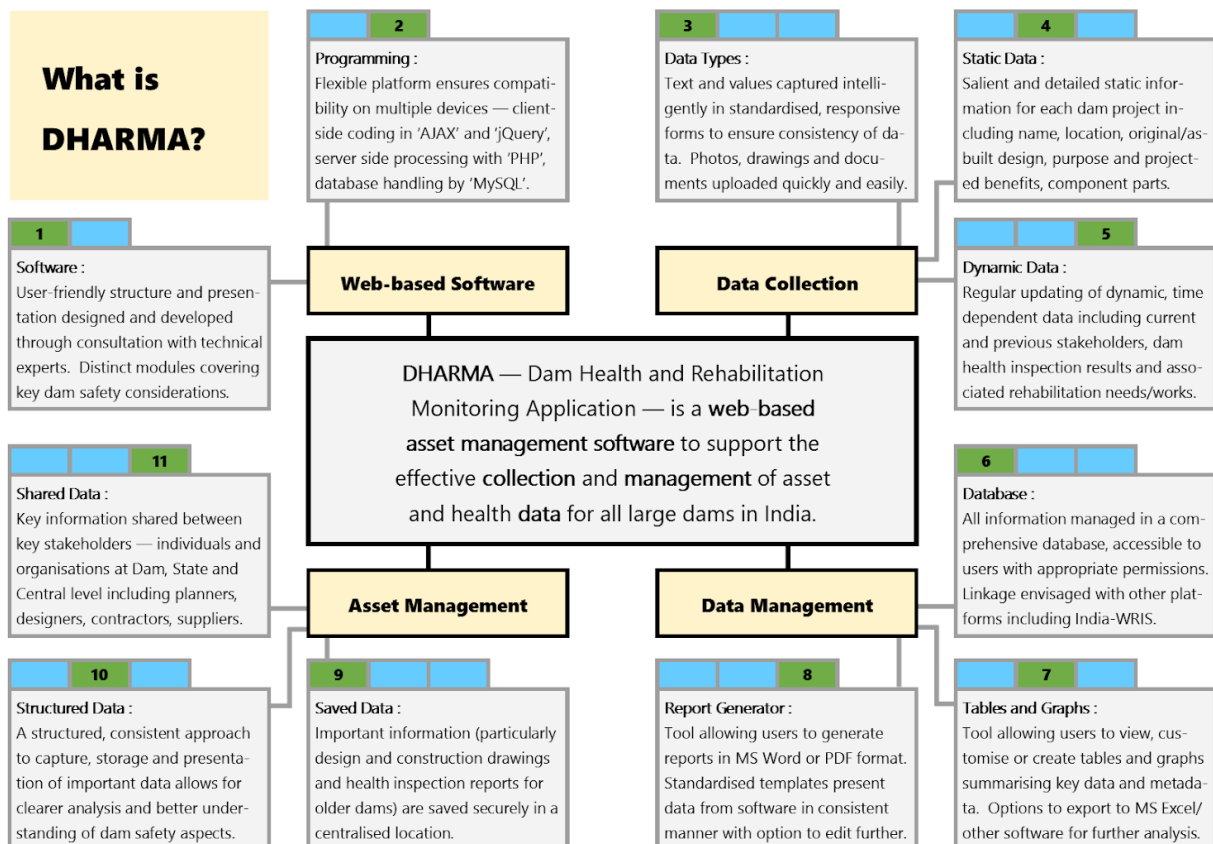 What is
DHARMA?
1
Software :
User-friendly structure and presen-
tation designed and developed
through consultation with technical
experts. Distinct modules covering
key dam safety considerations.
2
Programming :
Flexible platform ensures compati-
bility on multiple devices — client-
side coding in ‘AJAX’ and ‘jQuery’,
server side processing with ‘PHP’,
database handling by ‘MySQL’.
3
Data Types :
Text and values captured intelli-
gently in standardised, responsive
forms to ensure consistency of da-
ta. Photos, drawings and docu-
ments uploaded quickly and easily.
4
Static Data :
Salient and detailed static infor-
mation for each dam project in-
cluding name, location, original/as-
built design, purpose and project-
ed benefits, component parts.
5
Dynamic Data :
Regular updating of dynamic, time
dependent data including current
and previous stakeholders, dam
health inspection results and asso-
ciated rehabilitation needs/works.
Web-based Software
Data Collection
DHARMA — Dam Health and Rehabilitation
Monitoring Application — is a web-based
asset management software to support the
effective collection and management of asset
and health data for all large dams in India.
Asset Management
Data Management
6
Database :
All information managed in a com-
prehensive database, accessible to
users with appropriate permissions.
Linkage envisaged with other plat-
forms including India-WRIS.
7
Tables and Graphs :
Tool allowing users to view, cus-
tomise or create tables and graphs
summarising key data and metada-
ta. Options to export to MS Excel/
other software for further analysis.
8
Report Generator :
Tool allowing users to generate
reports in MS Word or PDF format.
Standardised templates present
data from software in consistent
manner with option to edit further.
9
Saved Data :
Important information (particularly
design and construction drawings
and health inspection reports for
older dams) are saved securely in a
centralised location.
10
Structured Data :
A structured, consistent approach
to capture, storage and presenta-
tion of important data allows for
clearer analysis and better under-
standing of dam safety aspects.
11
Shared Data :
Key information shared between
key stakeholders — individuals and
organisations at Dam, State and
Central level including planners,
designers, contractors, suppliers.